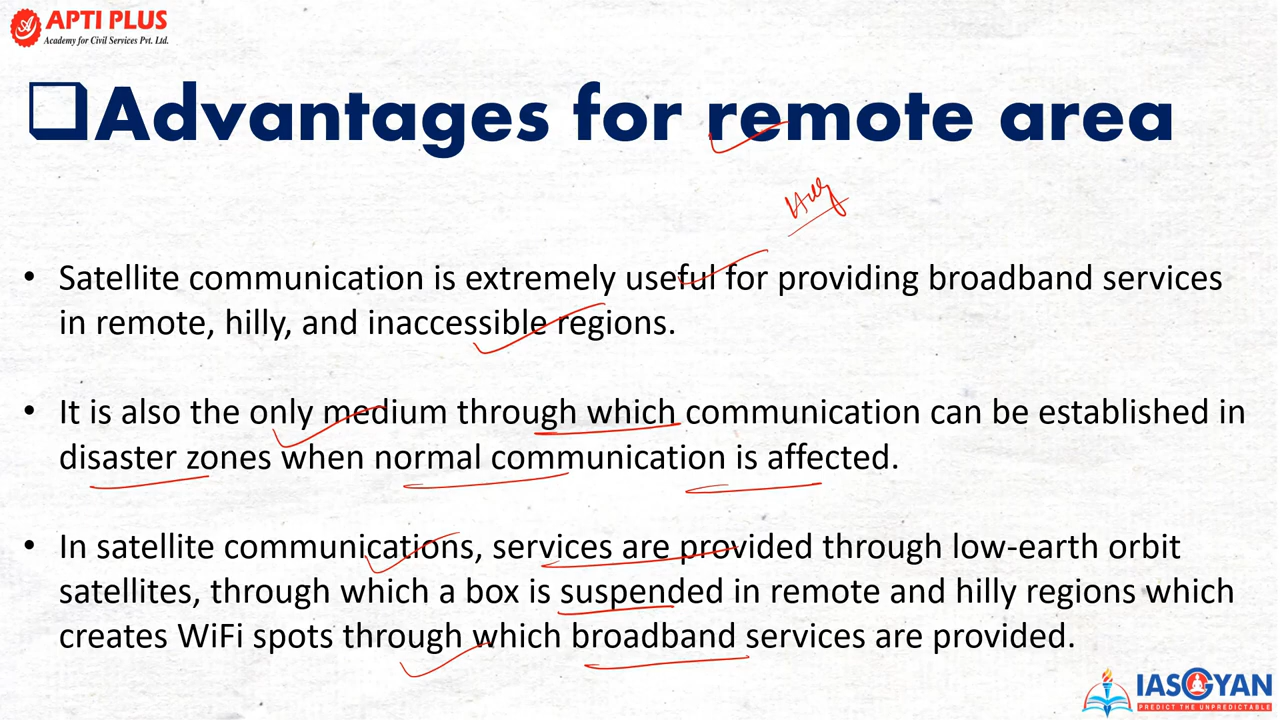 APTI PLUS
Academy for Civil Services Pvt. Ltd.
Advantages for remote area
• Satellite communication is extremely useful for providing broadband services
in remote, hilly, and inaccessible regions.
• It is also the only medium through which communication can be established in
disaster zones when normal communication is affected.
• In satellite communications, services are provided through low-earth orbit
satellites, through which a box is suspended in remote and hilly regions which
creates WiFi spots through which broadband services are provided.
IASGYAN
PREDICT THE UNPREDICTABLE